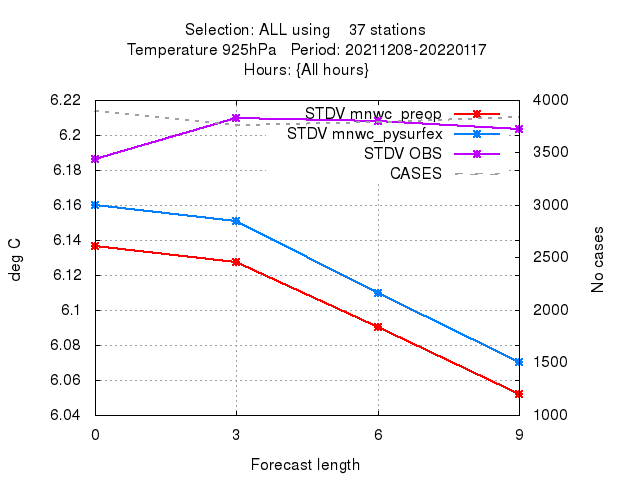 Selection: ALL using 37 stations
Temperature 925hPa Period: 20211208-20220117
Hours: {All hours}
6.22
6.2
6.18
6.16
6.14
6.12
6.1
6.08
6.06
6.04
deg C
STDV mnwc_preop
STDV mnwc_pysurfex
STDV OBS
CASES
4000
3500
3000
2500
2000
1500
1000
No cases
0 3 6 9
Forecast length